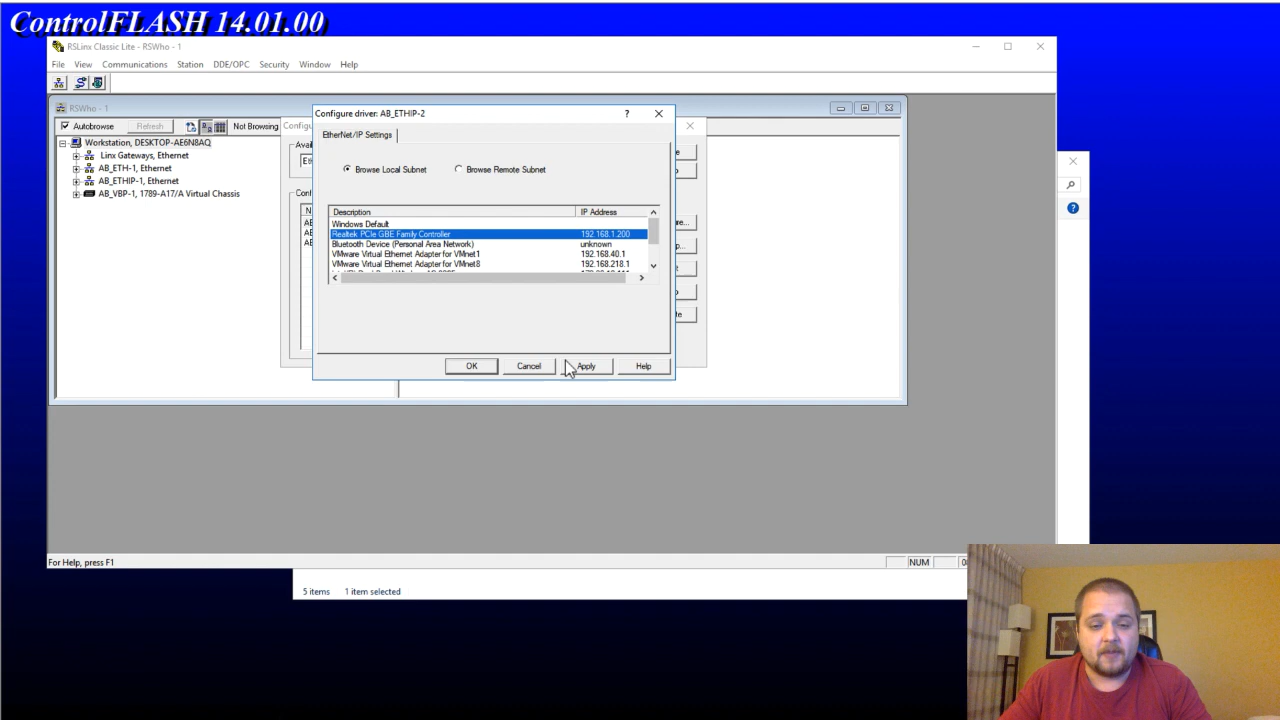 ControlFLASH 14.01.00
RSLinx Classic Lite - RSWho - 1
File View Communications Station DDE/OPC Security Window Help
RSWho - 1
Autobrowse Refresh Not Browsing
Workstation, DESKTOP-AE6N8AQ
Linx Gateways, Ethernet
AB_ETH-1, Ethernet
AB_ETHIP-1, Ethernet
AB_VBP-1, 1789-A17/A Virtual Chassis
Configure driver: AB_ETHIP-2
?
EtherNet/IP Settings
Browse Local Subnet Browse Remote Subnet
Description IP Address
Windows Default
Realtek PCIe GBE Family Controller 192.168.1.200
Bluetooth Device (Personal Area Network) unknown
VMware Virtual Ethernet Adapter for VMnet1 192.168.40.1
VMware Virtual Ethernet Adapter for VMnet8 192.168.218.1
OK Cancel Apply Help
For Help, press F1
NUM
5 items 1 item selected